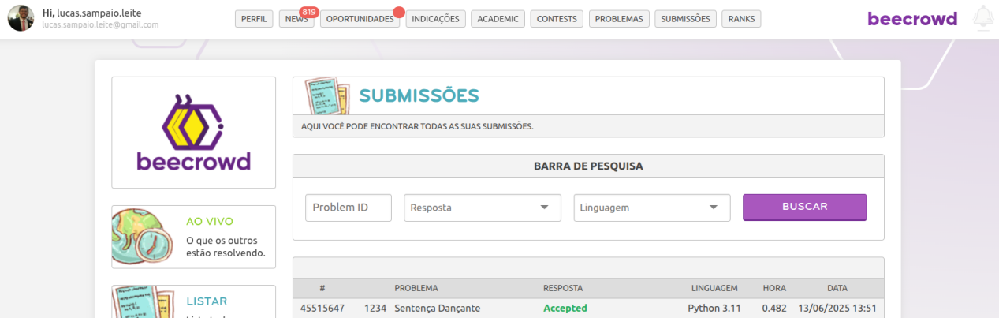 Hi, lucas.sampaio.leite
lucas.sampaio.leite@gmail.com
PERFIL NEWS 819 OPORTUNIDADES INDICAÇÕES ACADEMIC CONTESTS PROBLEMAS SUBMISSÕES RANKS
beecrowd
beecrowd
SUBMISSÕES
AQUI VOCÊ PODE ENCONTRAR TODAS AS SUAS SUBMISSÕES.
BARRA DE PESQUISA
Problem ID Resposta Linguagem BUSCAR
AO VIVO
O que os outros
estão resolvendo.
LISTAR
# PROBLEMA RESPOSTA LINGUAGEM HORA DATA
45515647 1234 Sentença Dançante Accepted Python 3.11 0.482 13/06/2025 13:51